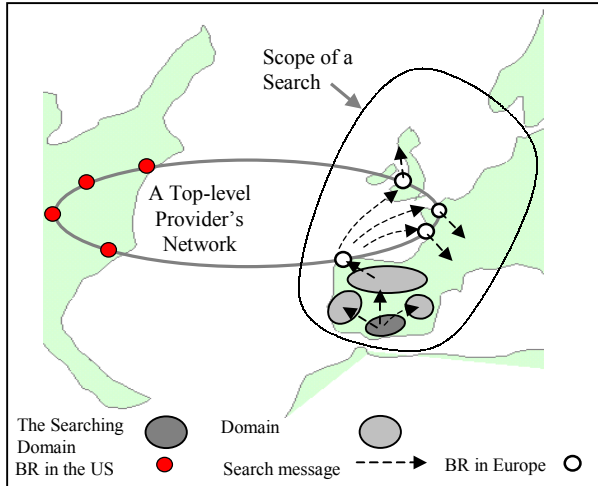 Scope of a
Search
A Top-level
Provider's
Network
The Searching
Domain
Domain
BR in the US
Search message
BR in Europe